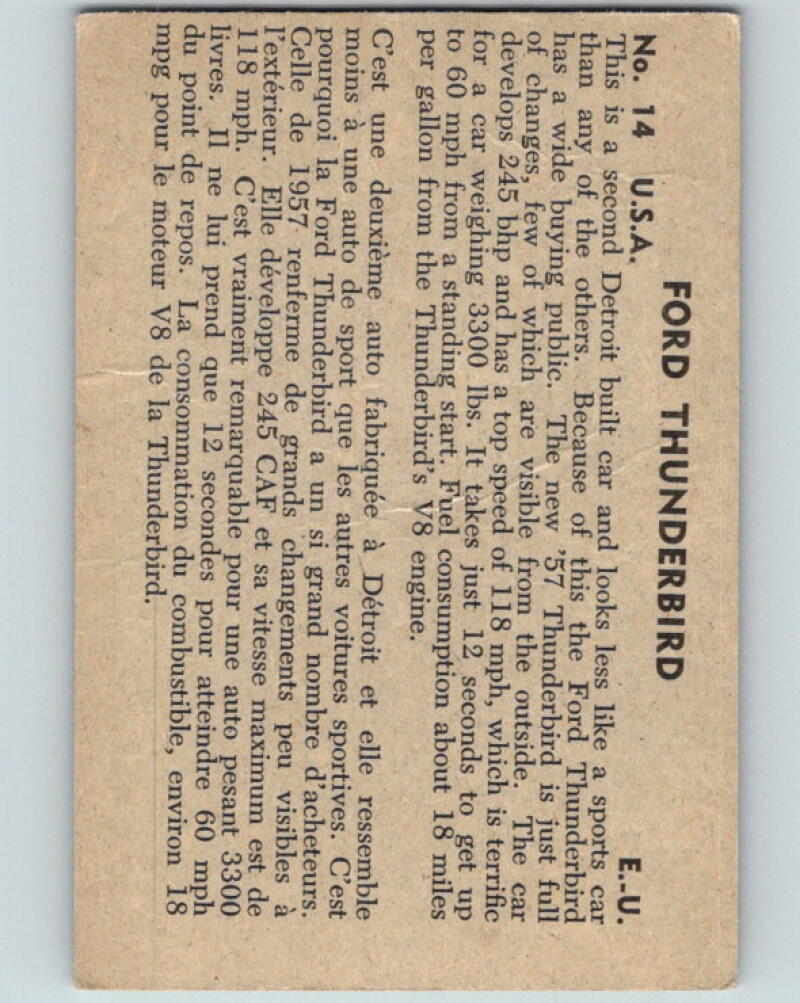 FORD THUNDERBIRD
No. 14 U.S.A. E.-U.
This is a second Detroit built car and looks less like a sports car
than any of the others. Because of this the Ford Thunderbird
has a wide buying public. The new '57 Thunderbird is just full
of changes, few of which are visible from the outside. The car
develops 245 bhp and has a top speed of 118 mph, which is terrific
for a car weighing 3300 lbs. It takes just 12 seconds to get up
to 60 mph from a standing start. Fuel consumption about 18 miles
per gallon from the Thunderbird's V8 engine.
C'est une deuxième auto fabriquée à Détroit et elle ressemble
moins à une auto de sport que les autres voitures sportives. C'est
pourquoi la Ford Thunderbird a un si grand nombre d'acheteurs.
Celle de 1957 renferme de grands changements peu visibles à
l'extérieur. Elle développe 245 CAF et sa vitesse maximum est de
118 mph. C'est vraiment remarquable pour une auto pesant 3300
livres. Il ne lui prend que 12 secondes pour atteindre 60 mph
du point de repos. La consommation du combustible, environ 18
mpg pour le moteur V8 de la Thunderbird.